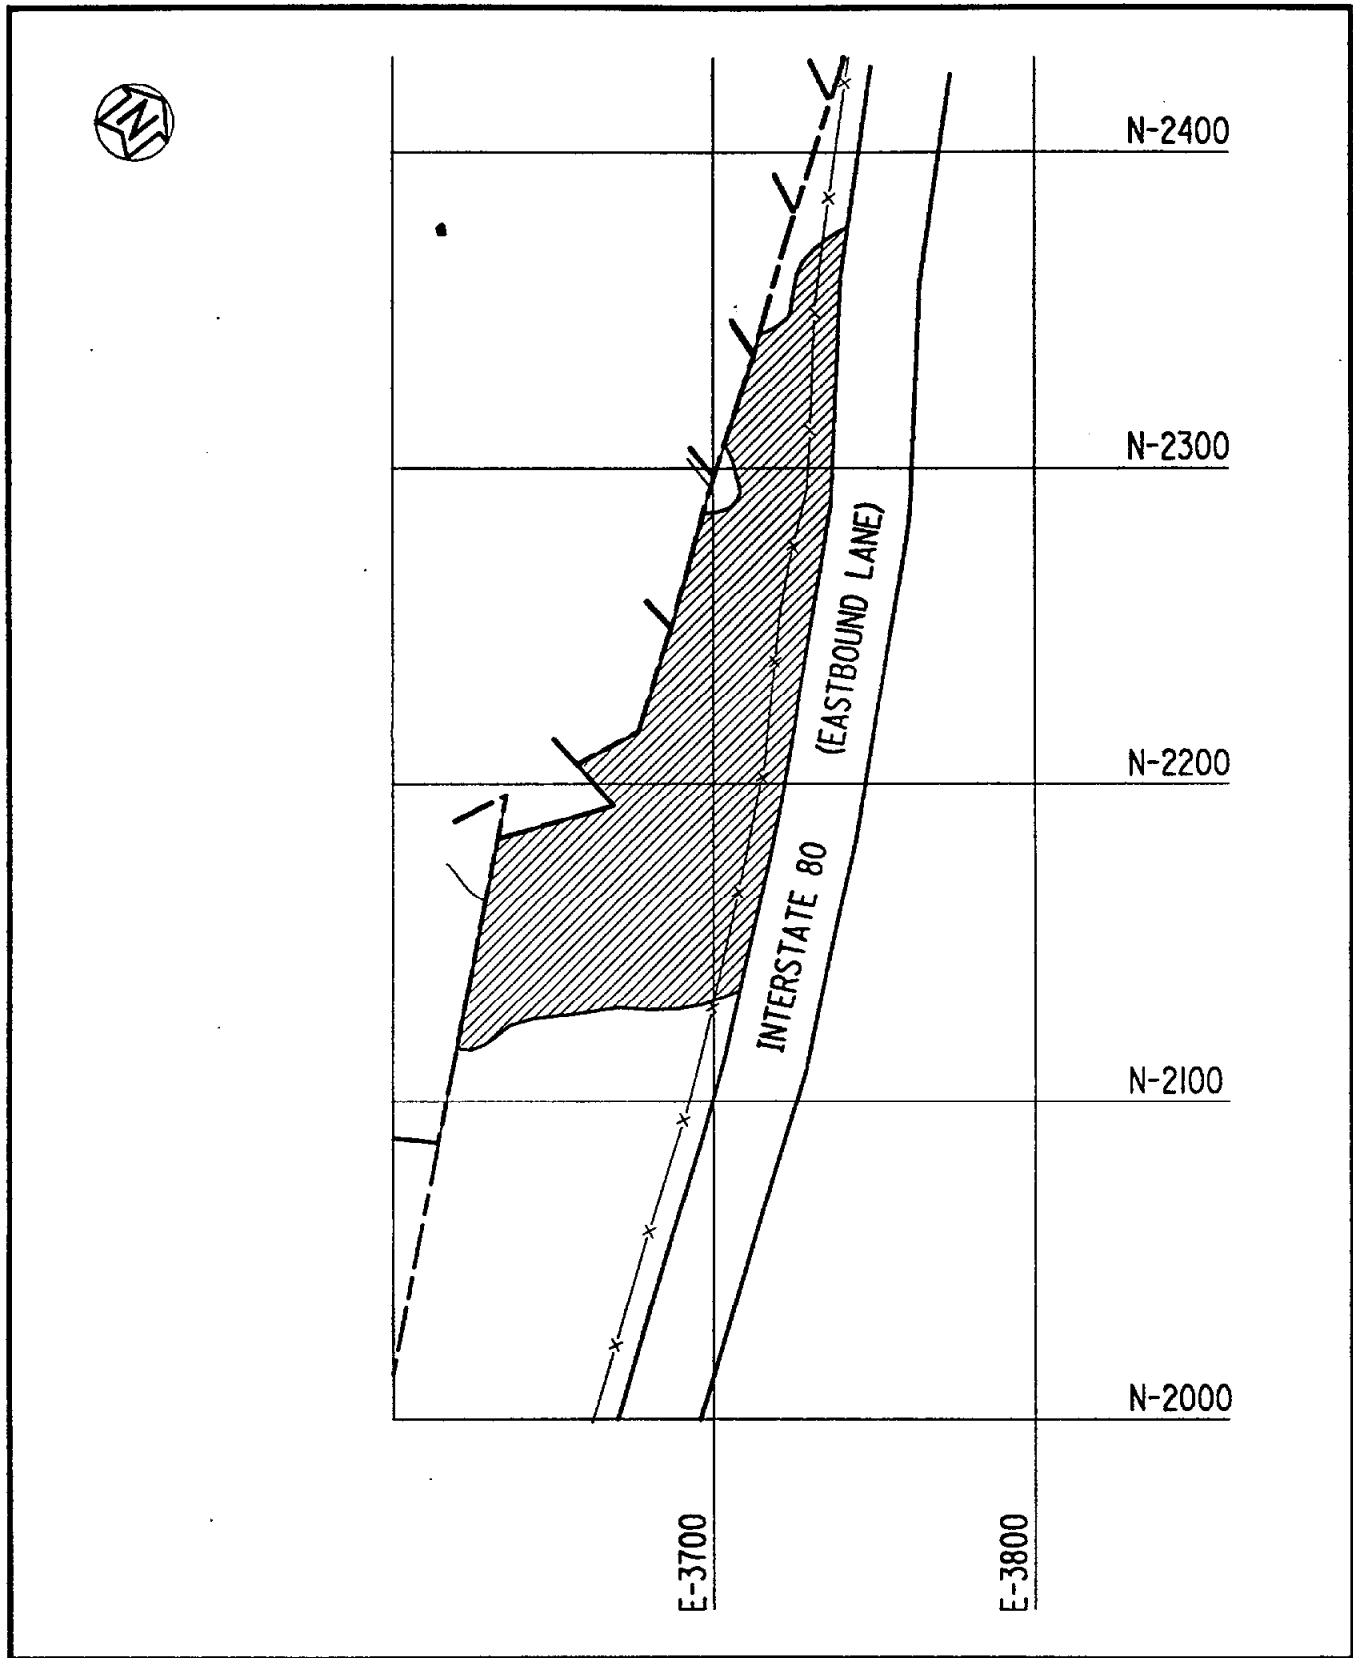 N
N-2400
N-2300
(EASTBOUND LANE)
N-2200
INTERSTATE 80
N-2100
N-2000
E-3700
E-3800